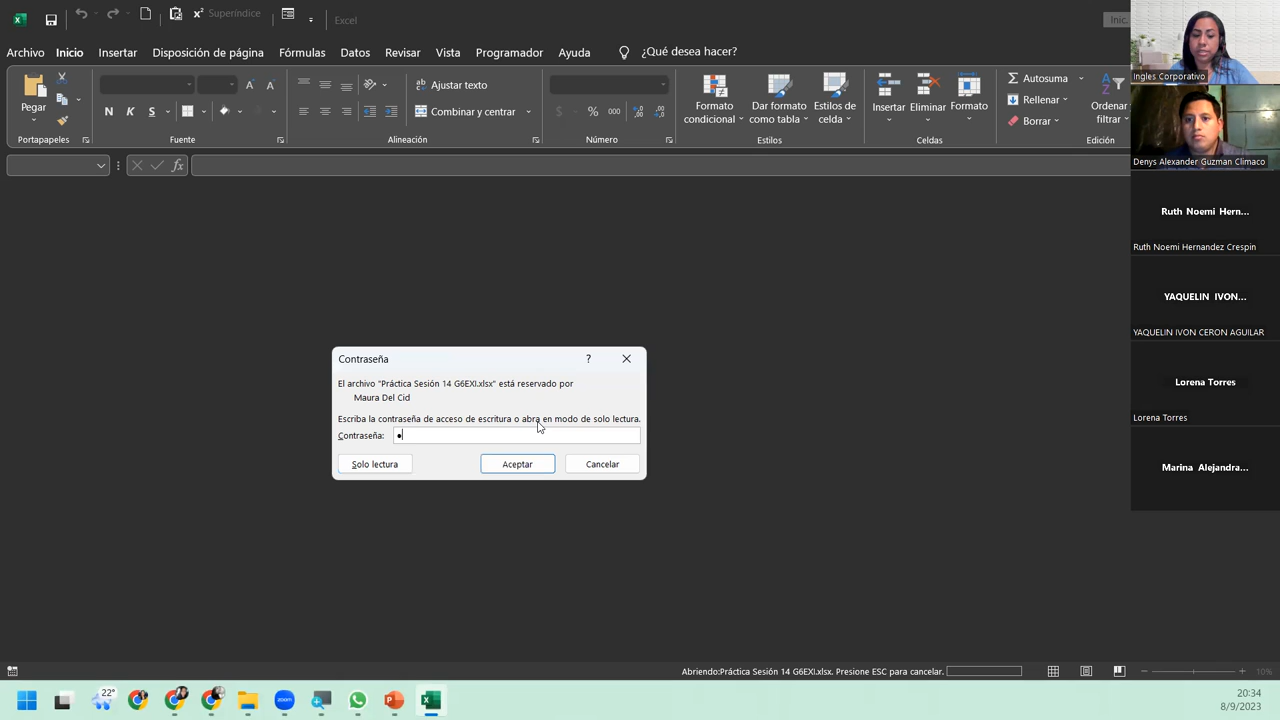 Superíndice
Excel
Inic
Archivo Inicio Insertar Disposición de página Fórmulas Datos Revisar Vista Programador Ayuda ¿Qué desea hacer?
Pegar
Portapapeles
N K S
Fuente
Ajustar texto
Combinar y centrar
Alineación
% 000
Número
Formato condicional
Dar formato como tabla
Estilos de celda
Estilos
Insertar Eliminar Formato
Celdas
Autosuma
Rellenar
Borrar
Ordenar
filtrar
Edición
fx
Ingles Corporativo
Denys Alexander Guzman Climaco
Ruth Noemi Hern...
Ruth Noemi Hernandez Crespin
YAQUELIN IVON...
YAQUELIN IVON CERON AGUILAR
Lorena Torres
Lorena Torres
Marina Alejandra...
Contraseña
El archivo "Práctica Sesión 14 G6EXI.xlsx" está reservado por
Maura Del Cid
Escriba la contraseña de acceso de escritura o abra en modo de solo lectura.
Contraseña:
Solo lectura Aceptar Cancelar
Abriendo:Práctica Sesión 14 G6EXI.xlsx. Presione ESC para cancelar.
10%
22°
zoom
20:34
8/9/2023